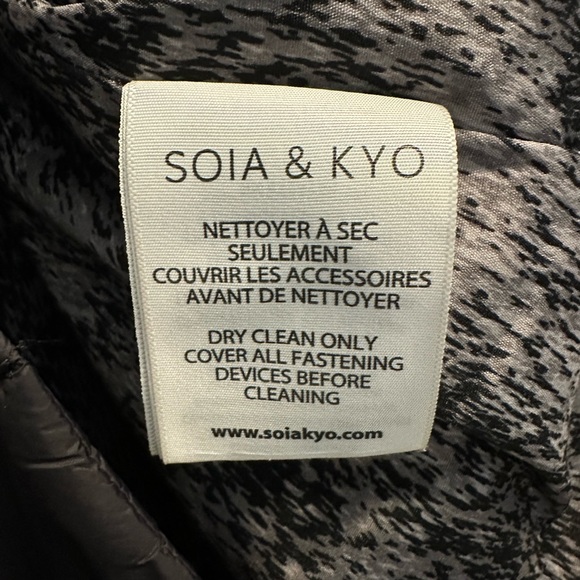 SOIA & KYO
NETTOYER À SEC
SEULEMENT
COUVRIR LES ACCESSOIRES
AVANT DE NETTOYER
DRY CLEAN ONLY
COVER ALL FASTENING
DEVICES BEFORE
CLEANING
www.soiakyo.com